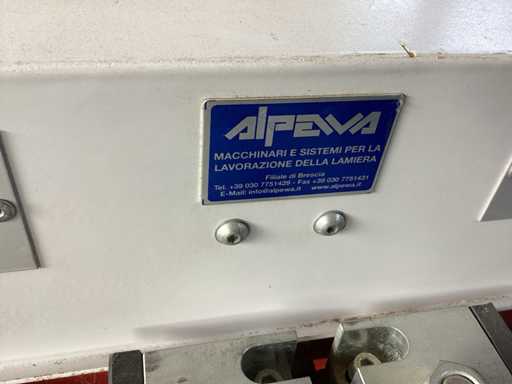 alpewa
MACCHINARI E SISTEMI PER LA
LAVORAZIONE DELLA LAMIERA
Filiale di Brescia
Tel. +39 030 7751429 - Fax +39 030 7751431
E-Mail: info@alpewa.it www.alpewa.it